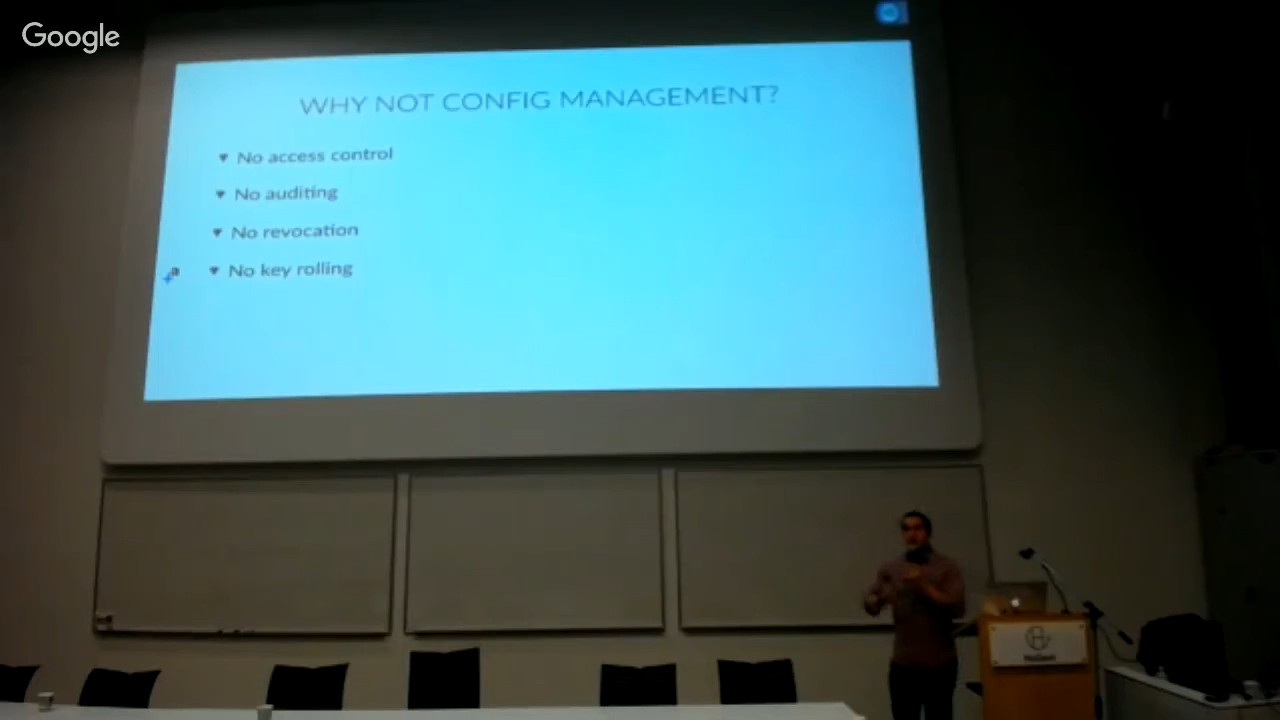 Google
WHY NOT CONFIG MANAGEMENT?
No access control
No auditing
No revocation
No key rolling